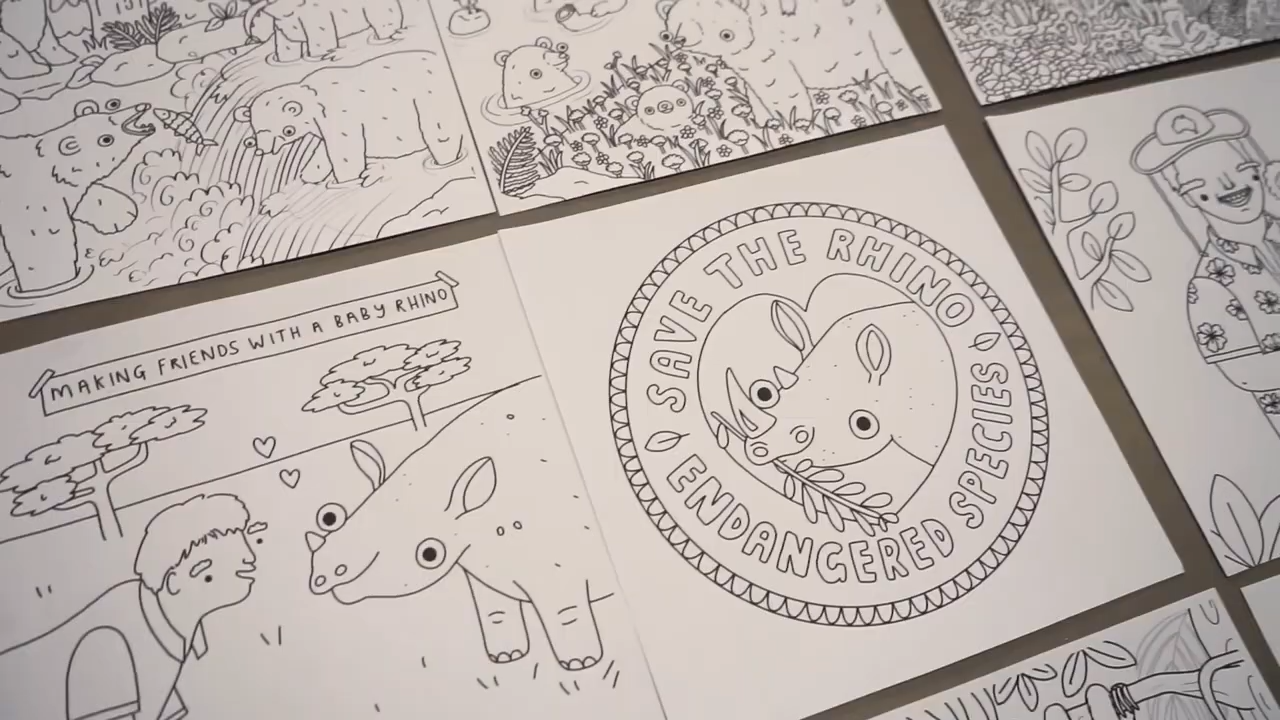 MAKING FRIENDS WITH A BABY RHINO
SAVE THE RHINO
ENDANGERED SPECIES